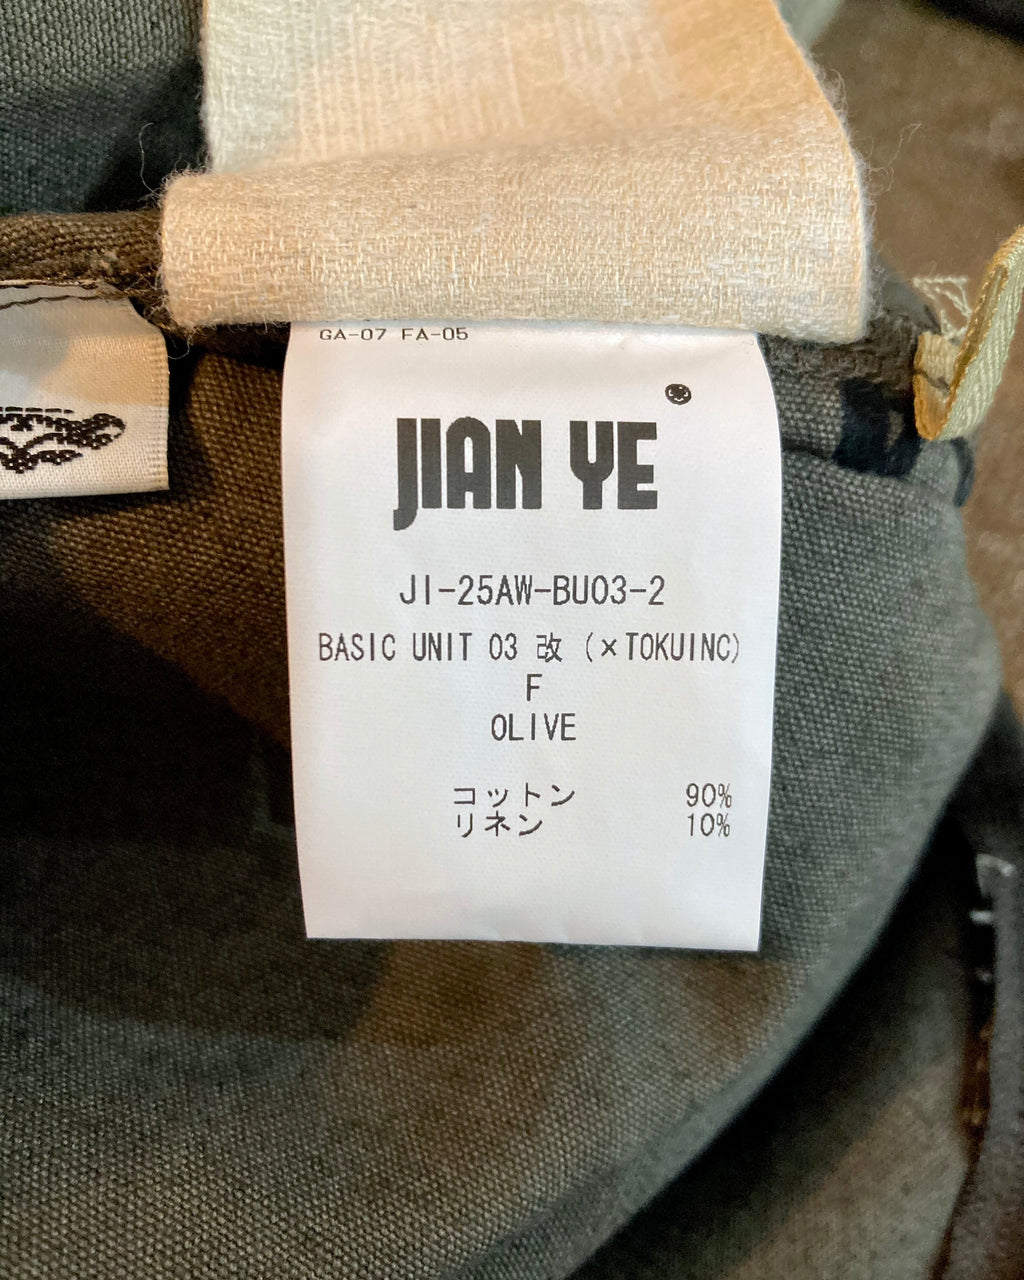 GA-07 FA-05
JIAN YE
JI-25AW-BU03-2
BASIC UNIT 03 改 (×TOKUINC)
F
OLIVE
コットン 90%
リネン 10%